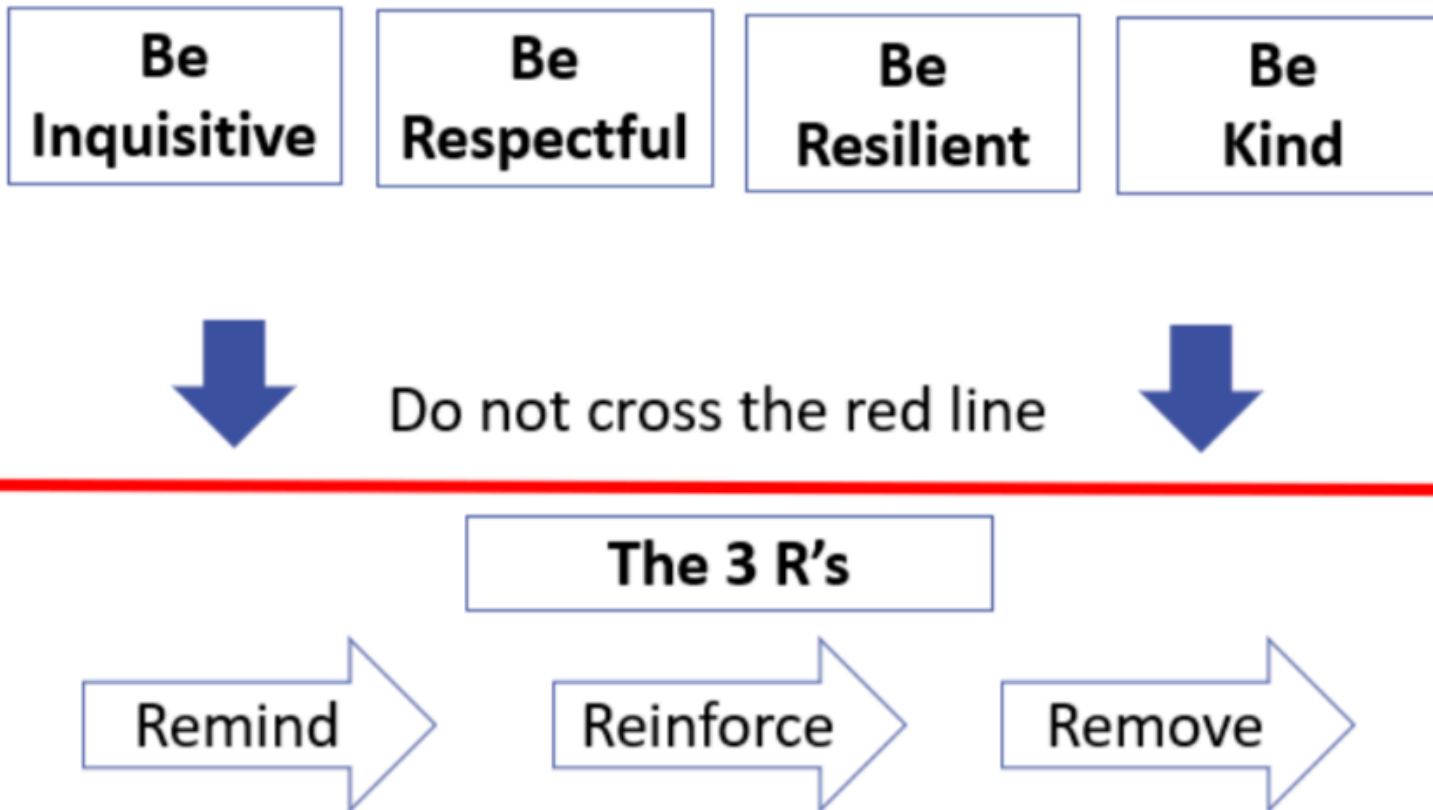 Be
Inquisitive
Be
Respectful
Be
Resilient
Be
Kind
Do not cross the red line
The 3 R’s
Remind
Reinforce
Remove